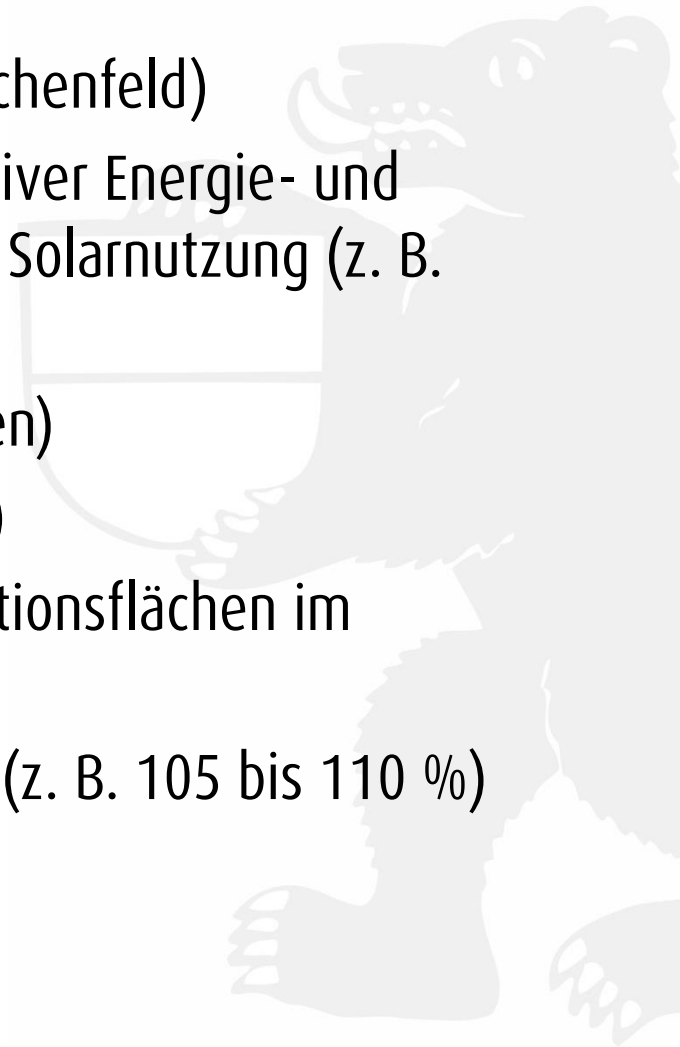 chenfeld)
iver Energie- und
Solarnutzung (z. B.
en)
)
tionsflächen im
(z. B. 105 bis 110 %)